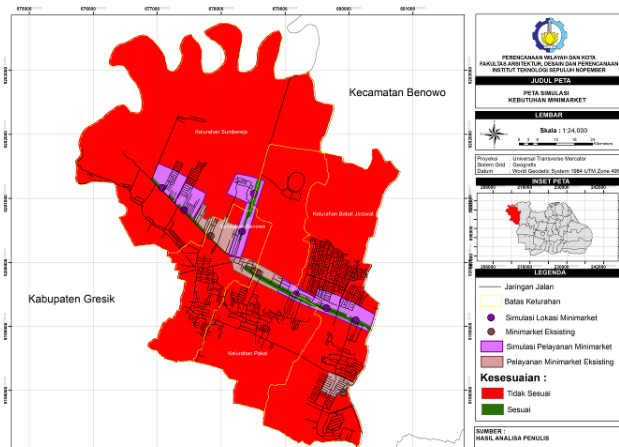 675000
677000
679000
680000
681000
Kecamatan Benowo
Kelurahan Sumberejo
Kelurahan Babat Jerawat
Kabupaten Gresik
Kelurahan Pakal
PERENCANAAN WILAYAH DAN KOTA
FAKULTAS ARSITEKTUR, DESAIN DAN PERENCANAAN
INSTITUT TEKNOLOGI SEPULUH NOPEMBER
JUDUL PETA
PETA SIMULASI
KEBUTUHAN MINIMARKET
LEMBAR
Skala : 1:24,000
Kilometers
Proyeksi : Universal Transverse Mercator
Sistem Grid : Geografis
Datum : World Geodetic System 1984 UTM Zone 49S
INSET PETA
LEGENDA
Jaringan Jalan
Batas Kelurahan
Simulasi Lokasi Minimarket
Minimarket Eksisting
Simulasi Pelayanan Minimarket
Pelayanan Minimarket Eksisting
Kesesuaian :
Tidak Sesuai
Sesuai
SUMBER :
HASIL ANALISA PENULIS